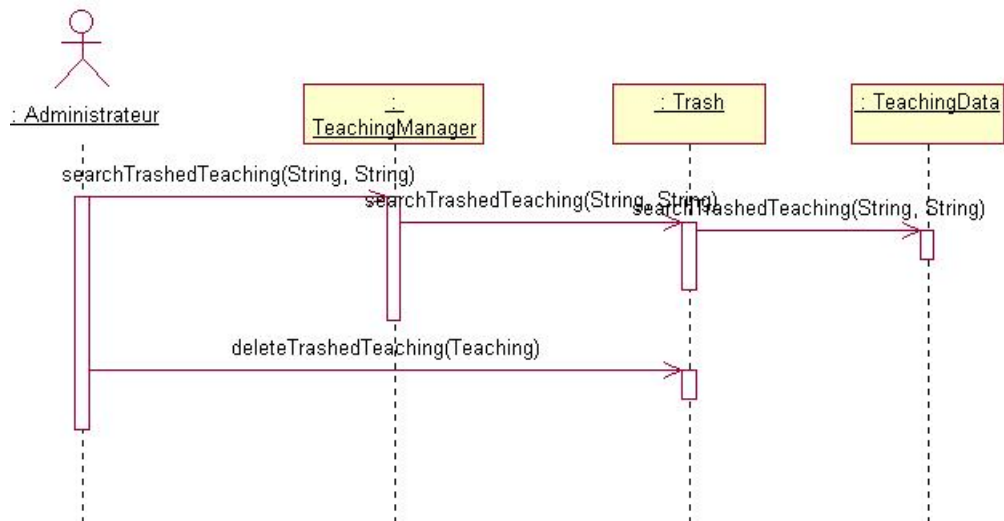 : Administrateur
:
TeachingManager
: Trash
: TeachingData
searchTrashedTeaching(String, String)
searchTrashedTeaching(String, String)
searchTrashedTeaching(String, String)
deleteTrashedTeaching(Teaching)